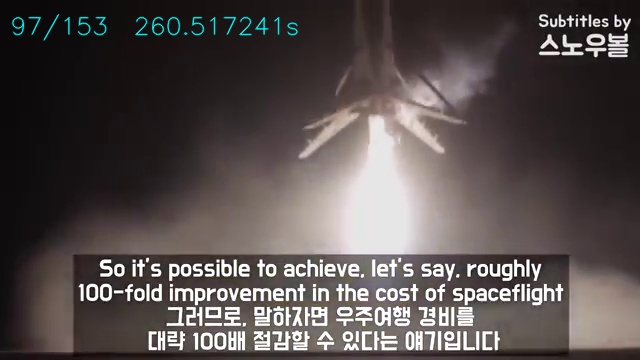 97/153 260.517241s
Subtitles by
스노우볼
So it's possible to achieve, let's say, roughly
100-fold improvement in the cost of spaceflight
그러므로, 말하자면 우주여행 경비를
대략 100배 절감할 수 있다는 얘기입니다